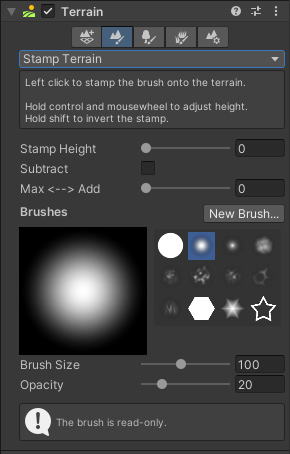 Terrain
Stamp Terrain
Left click to stamp the brush onto the terrain.
Hold control and mousewheel to adjust height.
Hold shift to invert the stamp.
Stamp Height 0
Subtract
Max <--> Add 0
Brushes New Brush...
Brush Size 100
Opacity 20
The brush is read-only.